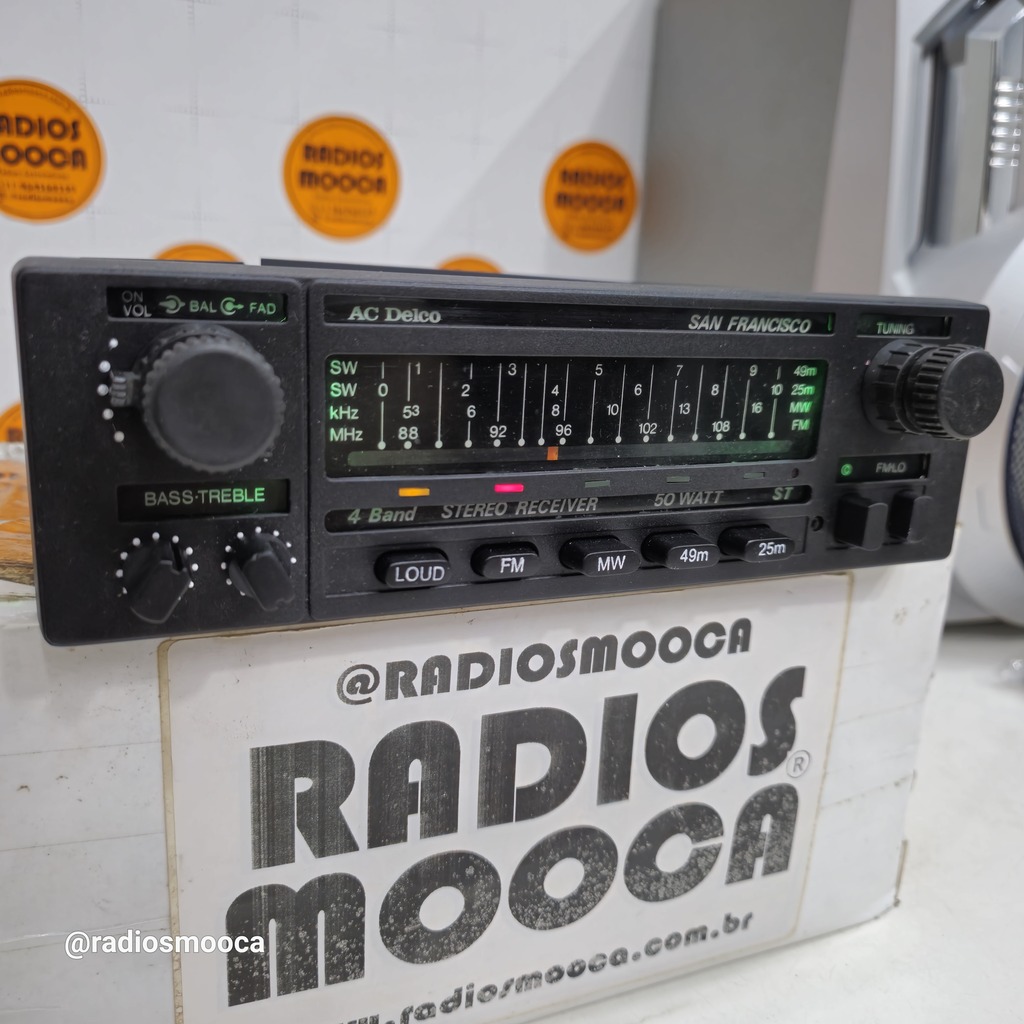 RADIOS
MOOCA
RADIOS
MOOCA
RADIOS
MOOCA
ON
VOL
BAL
FAD
AC Delco
SAN FRANCISCO
TUNING
SW 1 3 5 7 9 49m
SW 0 2 4 6 8 10 25m
kHz 53 6 8 10 13 16 MW
MHz 88 92 96 102 108 FM
FM-LO
BASS·TREBLE
4 Band STEREO RECEIVER 50 WATT ST
LOUD
FM
MW
49m
25m
@RADIOSMOOCA
RADIOS
MOOCA
®
.radiosmooca.com.br
@radiosmooca